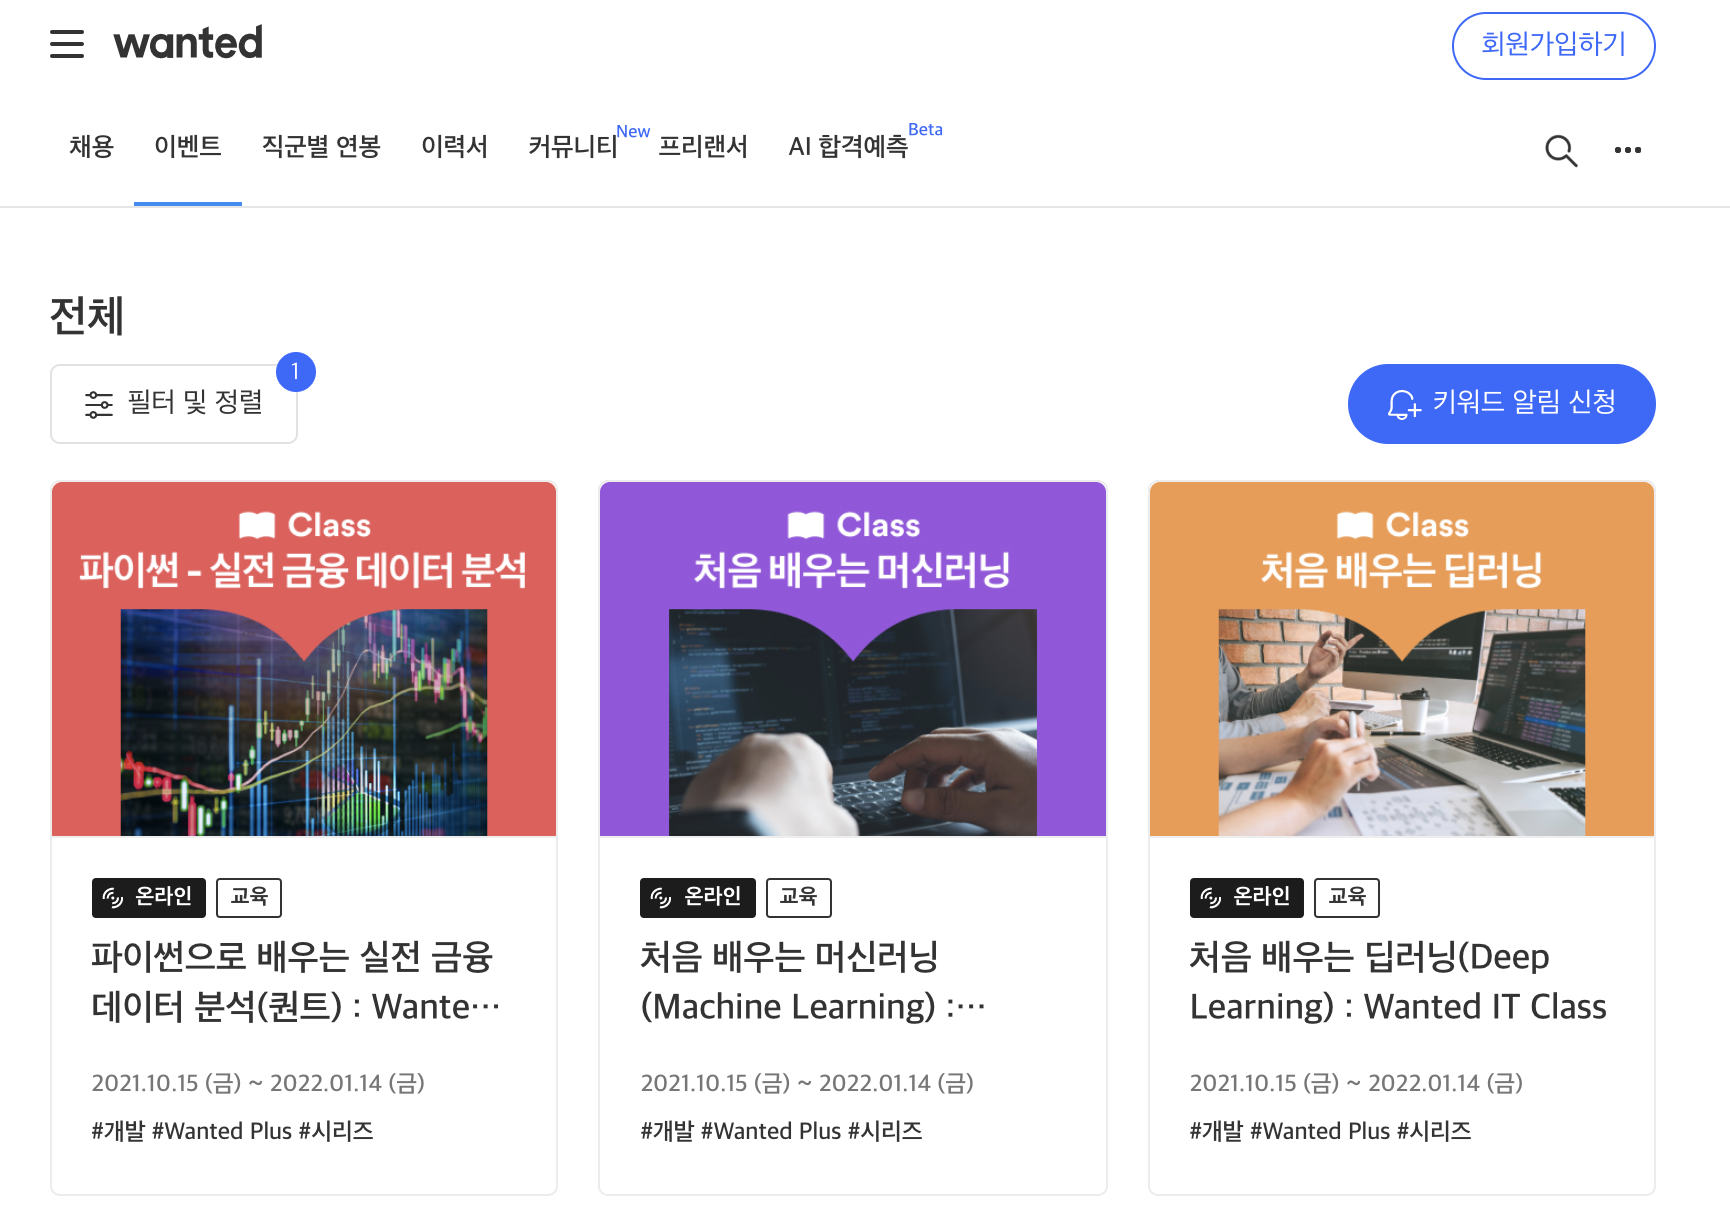 wanted
회원가입하기
채용
이벤트
직군별 연봉
이력서
커뮤니티
New
프리랜서
AI 합격예측
Beta
전체
필터 및 정렬
1
키워드 알림 신청
Class
파이썬 - 실전 금융 데이터 분석
온라인
교육
파이썬으로 배우는 실전 금융
데이터 분석(퀀트) : Wante…
2021.10.15 (금) ~ 2022.01.14 (금)
#개발 #Wanted Plus #시리즈
Class
처음 배우는 머신러닝
온라인
교육
처음 배우는 머신러닝
(Machine Learning) :…
2021.10.15 (금) ~ 2022.01.14 (금)
#개발 #Wanted Plus #시리즈
Class
처음 배우는 딥러닝
온라인
교육
처음 배우는 딥러닝(Deep
Learning) : Wanted IT Class
2021.10.15 (금) ~ 2022.01.14 (금)
#개발 #Wanted Plus #시리즈